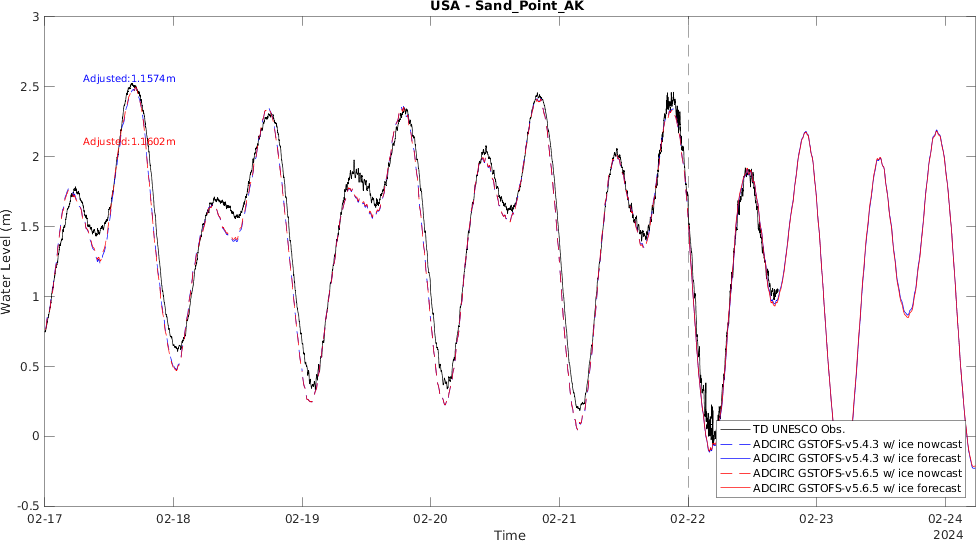 USA - Sand_Point_AK
Adjusted:1.1574m
Adjusted:1.1602m
Water Level (m)
3
2.5
2
1.5
1
0.5
0
-0.5
TD UNESCO Obs.
ADCIRC GSTOFS-v5.4.3 w/ ice nowcast
ADCIRC GSTOFS-v5.4.3 w/ ice forecast
ADCIRC GSTOFS-v5.6.5 w/ ice nowcast
ADCIRC GSTOFS-v5.6.5 w/ ice forecast
02-17 02-18 02-19 02-20 02-21 02-22 02-23 02-24
Time
2024